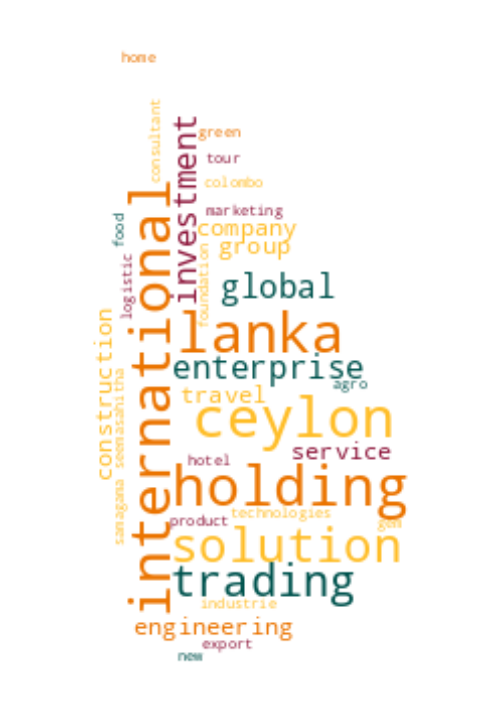 home
consultant
green
investment
tour
colombo
international
marketing
food
company
group
foundation
logistic
global
construction
lanka
enterprise
seemasahitha
agro
travel
ceylon
service
hotel
holding
samagama
product
technologies
gem
solution
trading
industrie
engineering
export
new